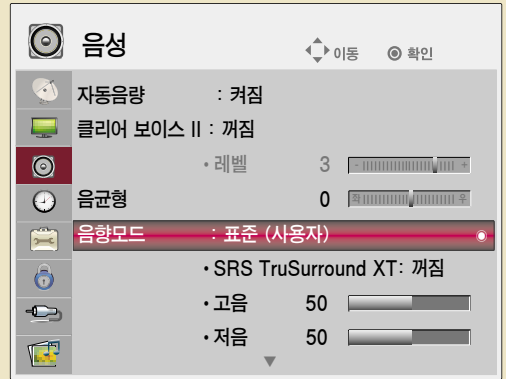 음성 이동 확인
자동음량 : 켜짐
클리어 보이스 II : 꺼짐
• 레벨 3 - +
음균형 0 좌 우
음향모드 : 표준 (사용자)
• SRS TruSurround XT: 꺼짐
• 고음 50
• 저음 50